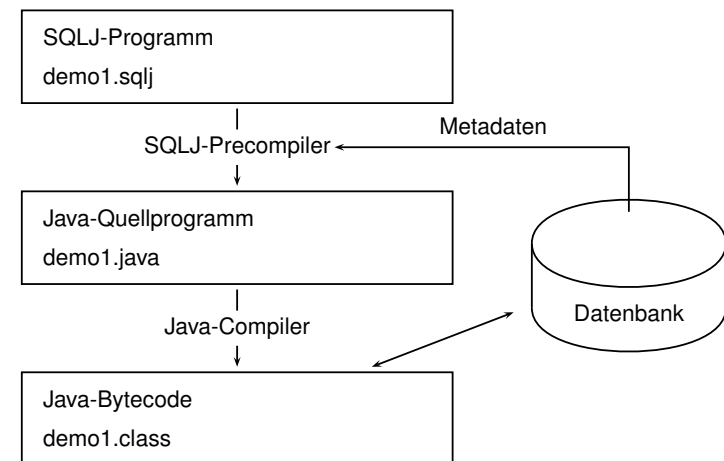 SQLJ-Programm
demo1.sqlj
Metadaten
SQLJ-Precompiler
Java-Quellprogramm
demo1.java
Datenbank
Java-Compiler
Java-Bytecode
demo1.class